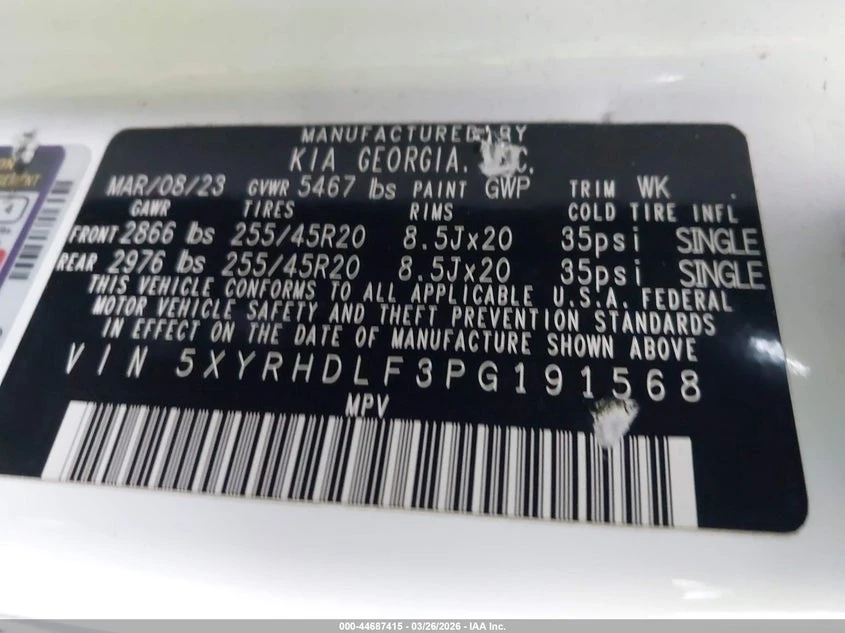 MANUFACTURED BY
KIA GEORGIA.
MAR/08/23 GVWR 5467 lbs PAINT GWP TRIM WK
GAWR TIRES RIMS COLD TIRE INFL
FRONT 2866 lbs 255/45R20 8.5Jx20 35psi SINGLE
REAR 2976 lbs 255/45R20 8.5Jx20 35psi SINGLE
THIS VEHICLE CONFORMS TO ALL APPLICABLE U.S.A. FEDERAL
MOTOR VEHICLE SAFETY AND THEFT PREVENTION STANDARDS
IN EFFECT ON THE DATE OF MANUFACTURE SHOWN ABOVE
VIN 5XYRHDLF3PG191568
MPV
4
000-44687415 - 03/26/2026 - IAA Inc.